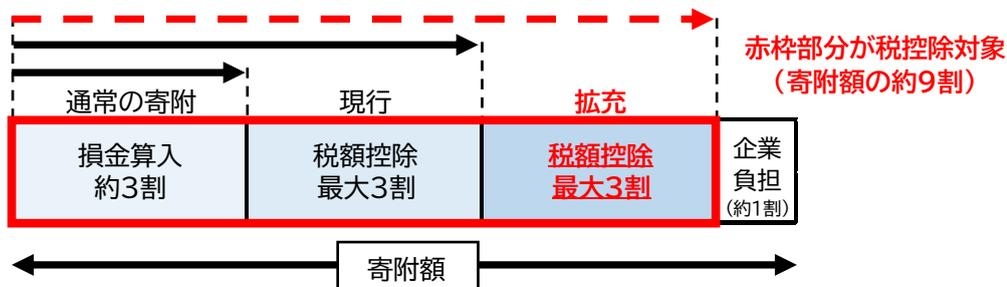 赤枠部分が税控除対象
（寄附額の約9割）
通常の寄附
現行
拡充
損金算入
約3割
税額控除
最大3割
税額控除
最大3割
企業
負担
(約1割)
寄附額